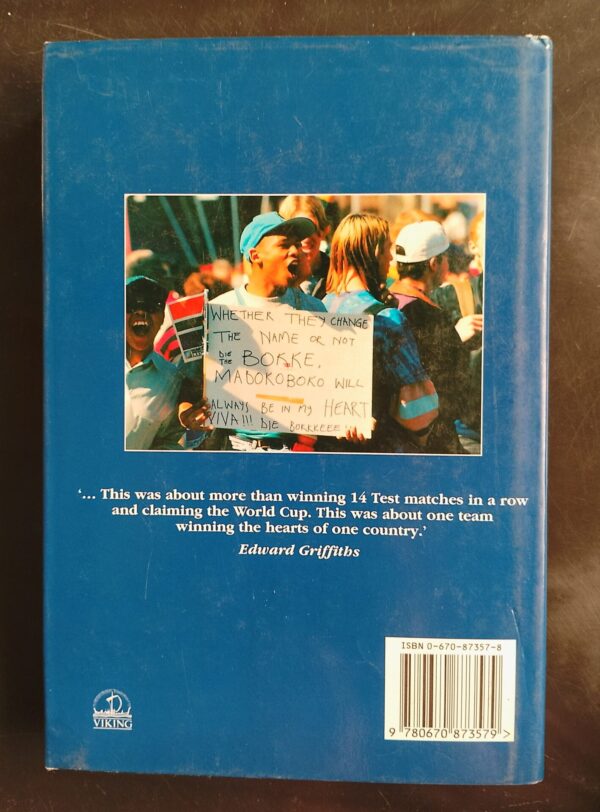 WHETHER THEY CHANGE
THE NAME OR NOT
DIE
THE BOKKE.
MADOKOBOKO WILL
ALWAYS BE IN MY HEART
VIVA!!! DIE BOKKKEEE!!!
‘... This was about more than winning 14 Test matches in a row
and claiming the World Cup. This was about one team
winning the hearts of one country.’
Edward Griffiths
ISBN 0-670-87357-8
9 780670 873579 >
VIKING